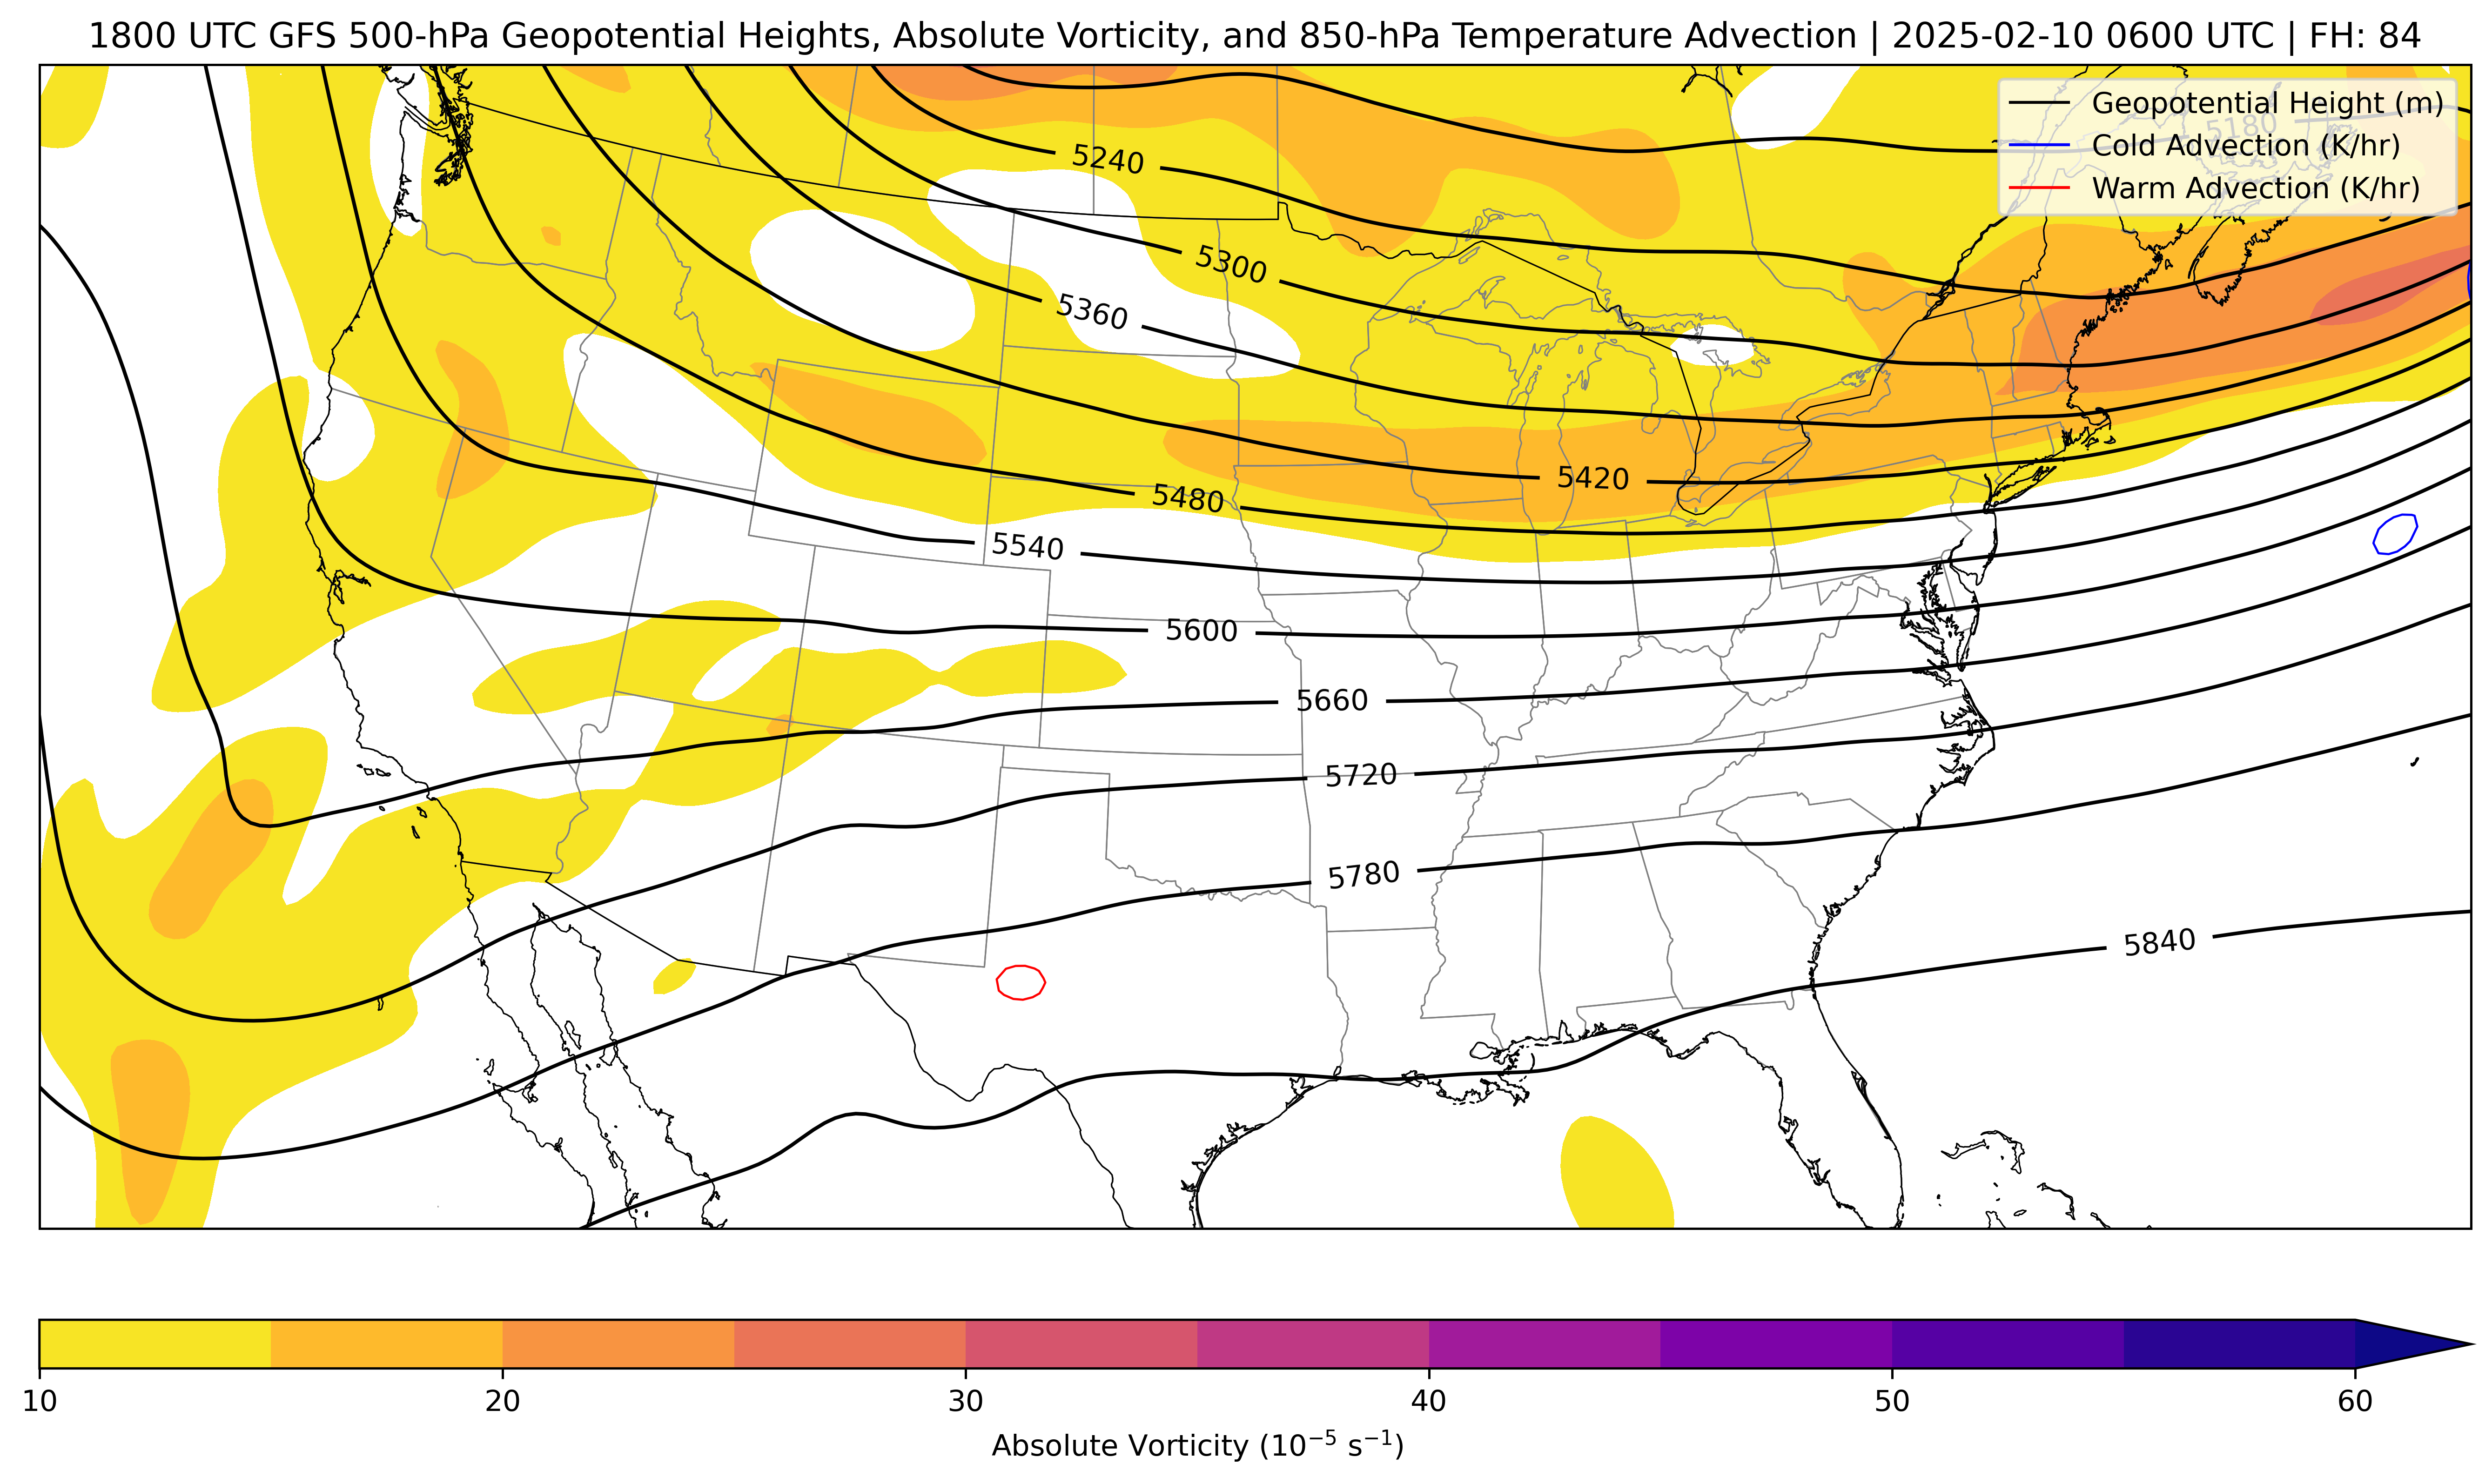 1800 UTC GFS 500-hPa Geopotential Heights, Absolute Vorticity, and 850-hPa Temperature Advection | 2025-02-10 0600 UTC | FH: 84
Geopotential Height (m)
Cold Advection (K/hr)
Warm Advection (K/hr)
5180
5240
5300
5360
5420
5480
5540
5600
5660
5720
5780
5840
10 20 30 40 50 60
Absolute Vorticity (10⁻⁵ s⁻¹)